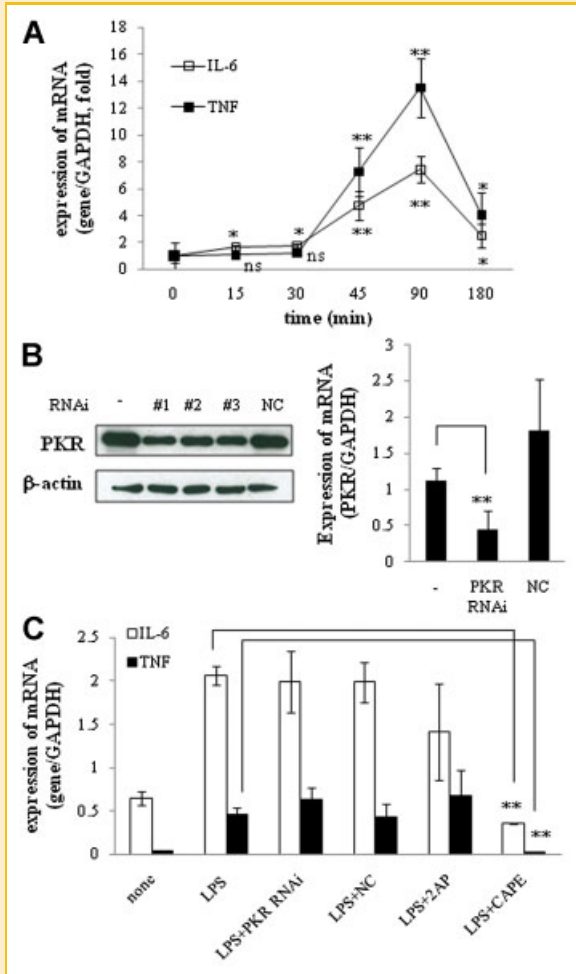 A
expression of mRNA
(gene/GAPDH, fold)
18
16
14
12
10
8
6
4
2
0
IL-6
TNF
**
**
**
**
*
*
*
*
ns
ns
0 15 30 45 90 180
time (min)
B
RNAi - #1 #2 #3 NC
PKR
β-actin
Expression of mRNA
(PKR/GAPDH)
3
2.5
2
1.5
1
0.5
0
**
- PKR RNAi NC
C
expression of mRNA
(gene/GAPDH)
2.5
2
1.5
1
0.5
0
IL-6
TNF
**
**
none
LPS
LPS+PKR RNAi
LPS+NC
LPS+2AP
LPS+CAPE